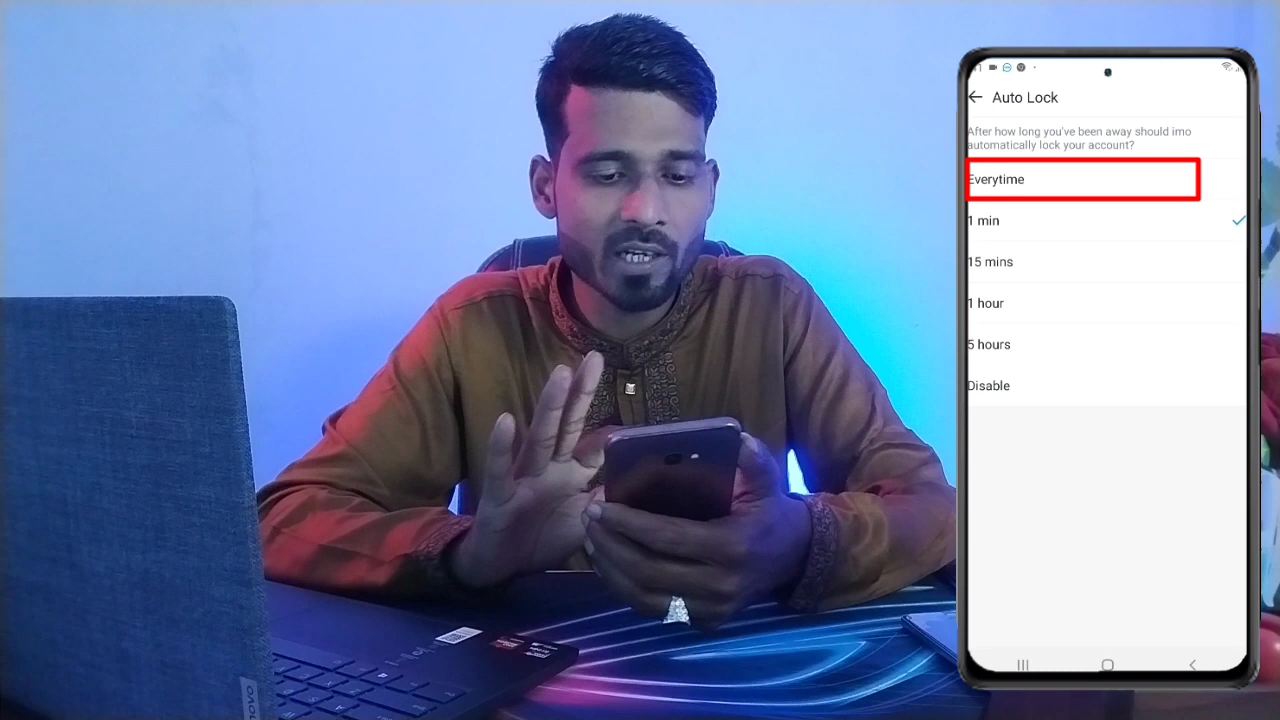 Auto Lock
After how long you've been away should imo
automatically lock your account?
Everytime
1 min
15 mins
1 hour
5 hours
Disable